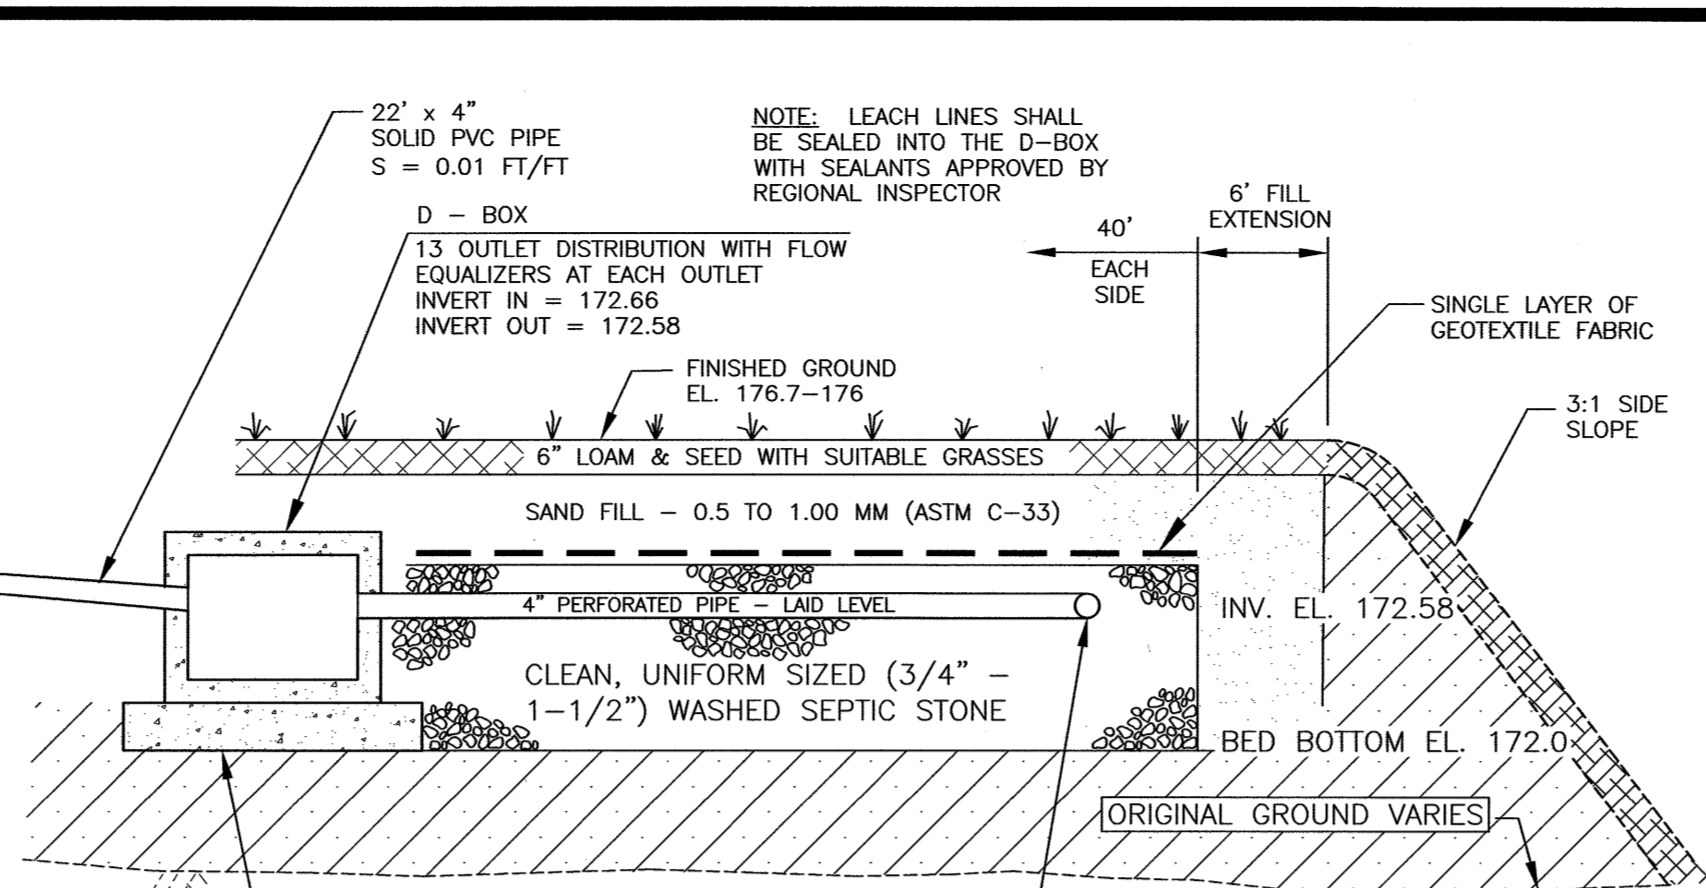 22' x 4"
SOLID PVC PIPE
S = 0.01 FT/FT
NOTE: LEACH LINES SHALL
BE SEALED INTO THE D-BOX
WITH SEALANTS APPROVED BY
REGIONAL INSPECTOR
D - BOX
13 OUTLET DISTRIBUTION WITH FLOW
EQUALIZERS AT EACH OUTLET
INVERT IN = 172.66
INVERT OUT = 172.58
6' FILL
EXTENSION
40'
EACH
SIDE
SINGLE LAYER OF
GEOTEXTILE FABRIC
FINISHED GROUND
EL. 176.7-176
3:1 SIDE
SLOPE
6" LOAM & SEED WITH SUITABLE GRASSES
SAND FILL - 0.5 TO 1.00 MM (ASTM C-33)
4" PERFORATED PIPE - LAID LEVEL
INV. EL. 172.58
CLEAN, UNIFORM SIZED (3/4" -
1-1/2") WASHED SEPTIC STONE
BED BOTTOM EL. 172.0
ORIGINAL GROUND VARIES